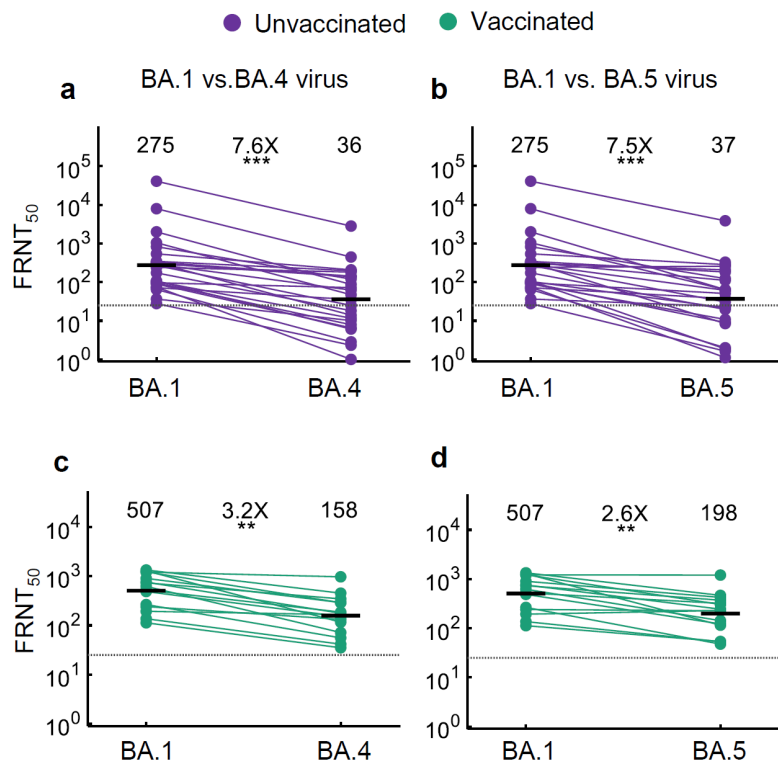 Unvaccinated Vaccinated
a BA.1 vs.BA.4 virus
275 7.6X 36
***
FRNT50
10^5
10^4
10^3
10^2
10^1
10^0
BA.1 BA.4
b BA.1 vs. BA.5 virus
275 7.5X 37
***
10^5
10^4
10^3
10^2
10^1
10^0
BA.1 BA.5
c
507 3.2X 158
**
FRNT50
10^4
10^3
10^2
10^1
10^0
BA.1 BA.4
d
507 2.6X 198
**
10^4
10^3
10^2
10^1
10^0
BA.1 BA.5